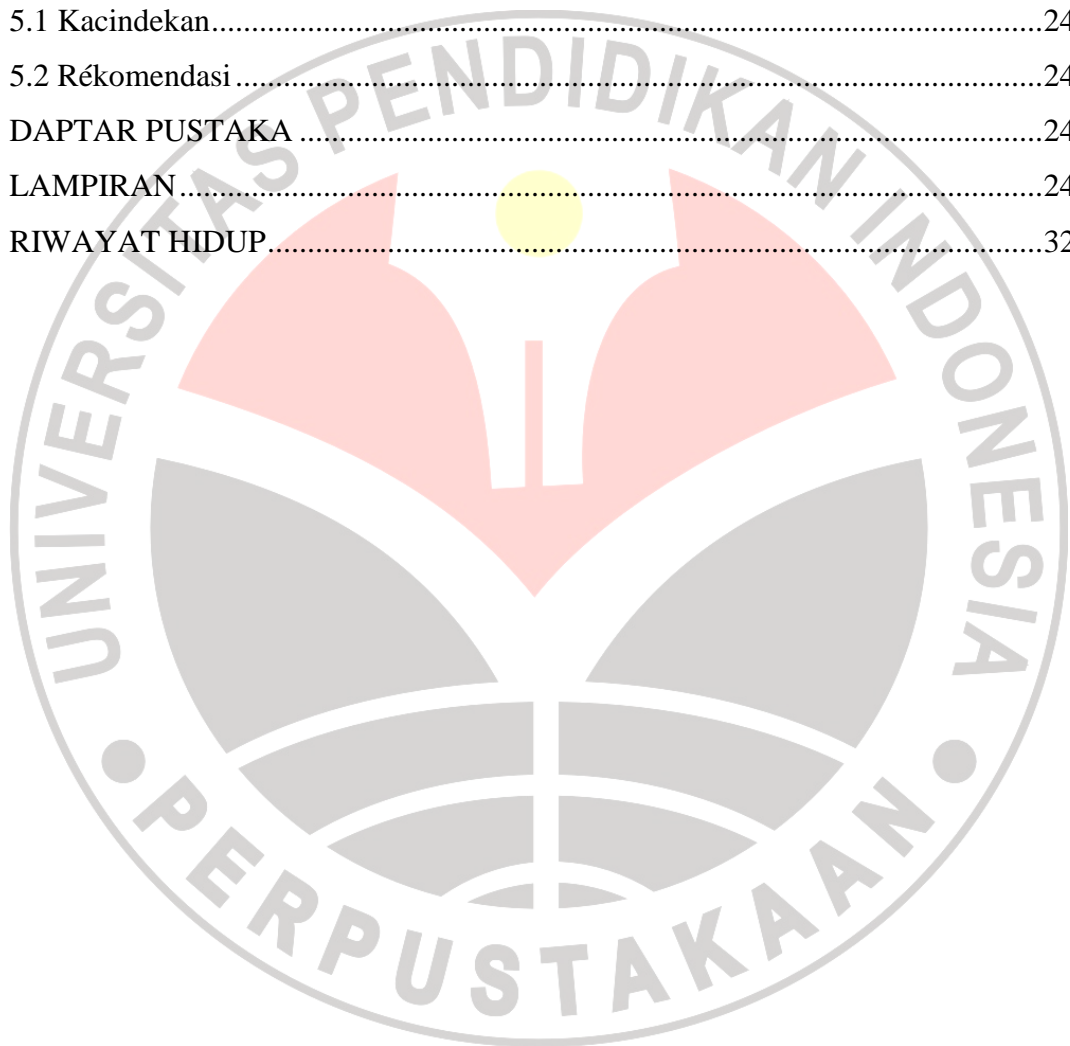 5.1 Kacindekan....................................................................................................24
5.2 Rékomendasi.................................................................................................24
DAPTAR PUSTAKA.........................................................................................24
LAMPIRAN........................................................................................................24
RIWAYAT HIDUP.............................................................................................32
UNIVERSITAS PENDIDIKAN INDONESIA
PERPUSTAKAAN